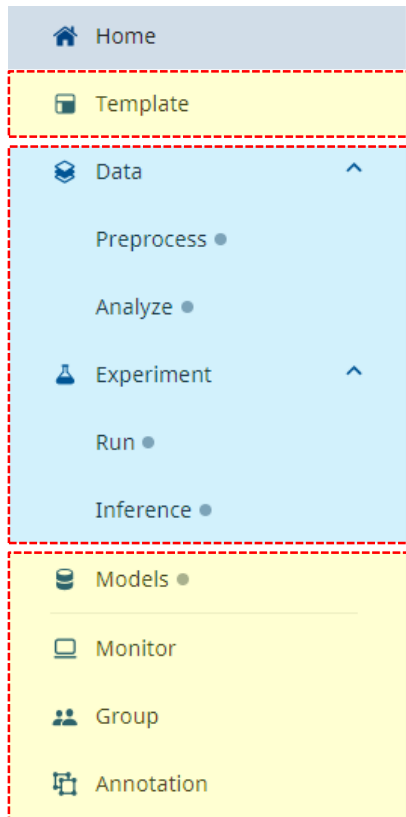 Home
Template
Data
Preprocess
Analyze
Experiment
Run
Inference
Models
Monitor
Group
Annotation